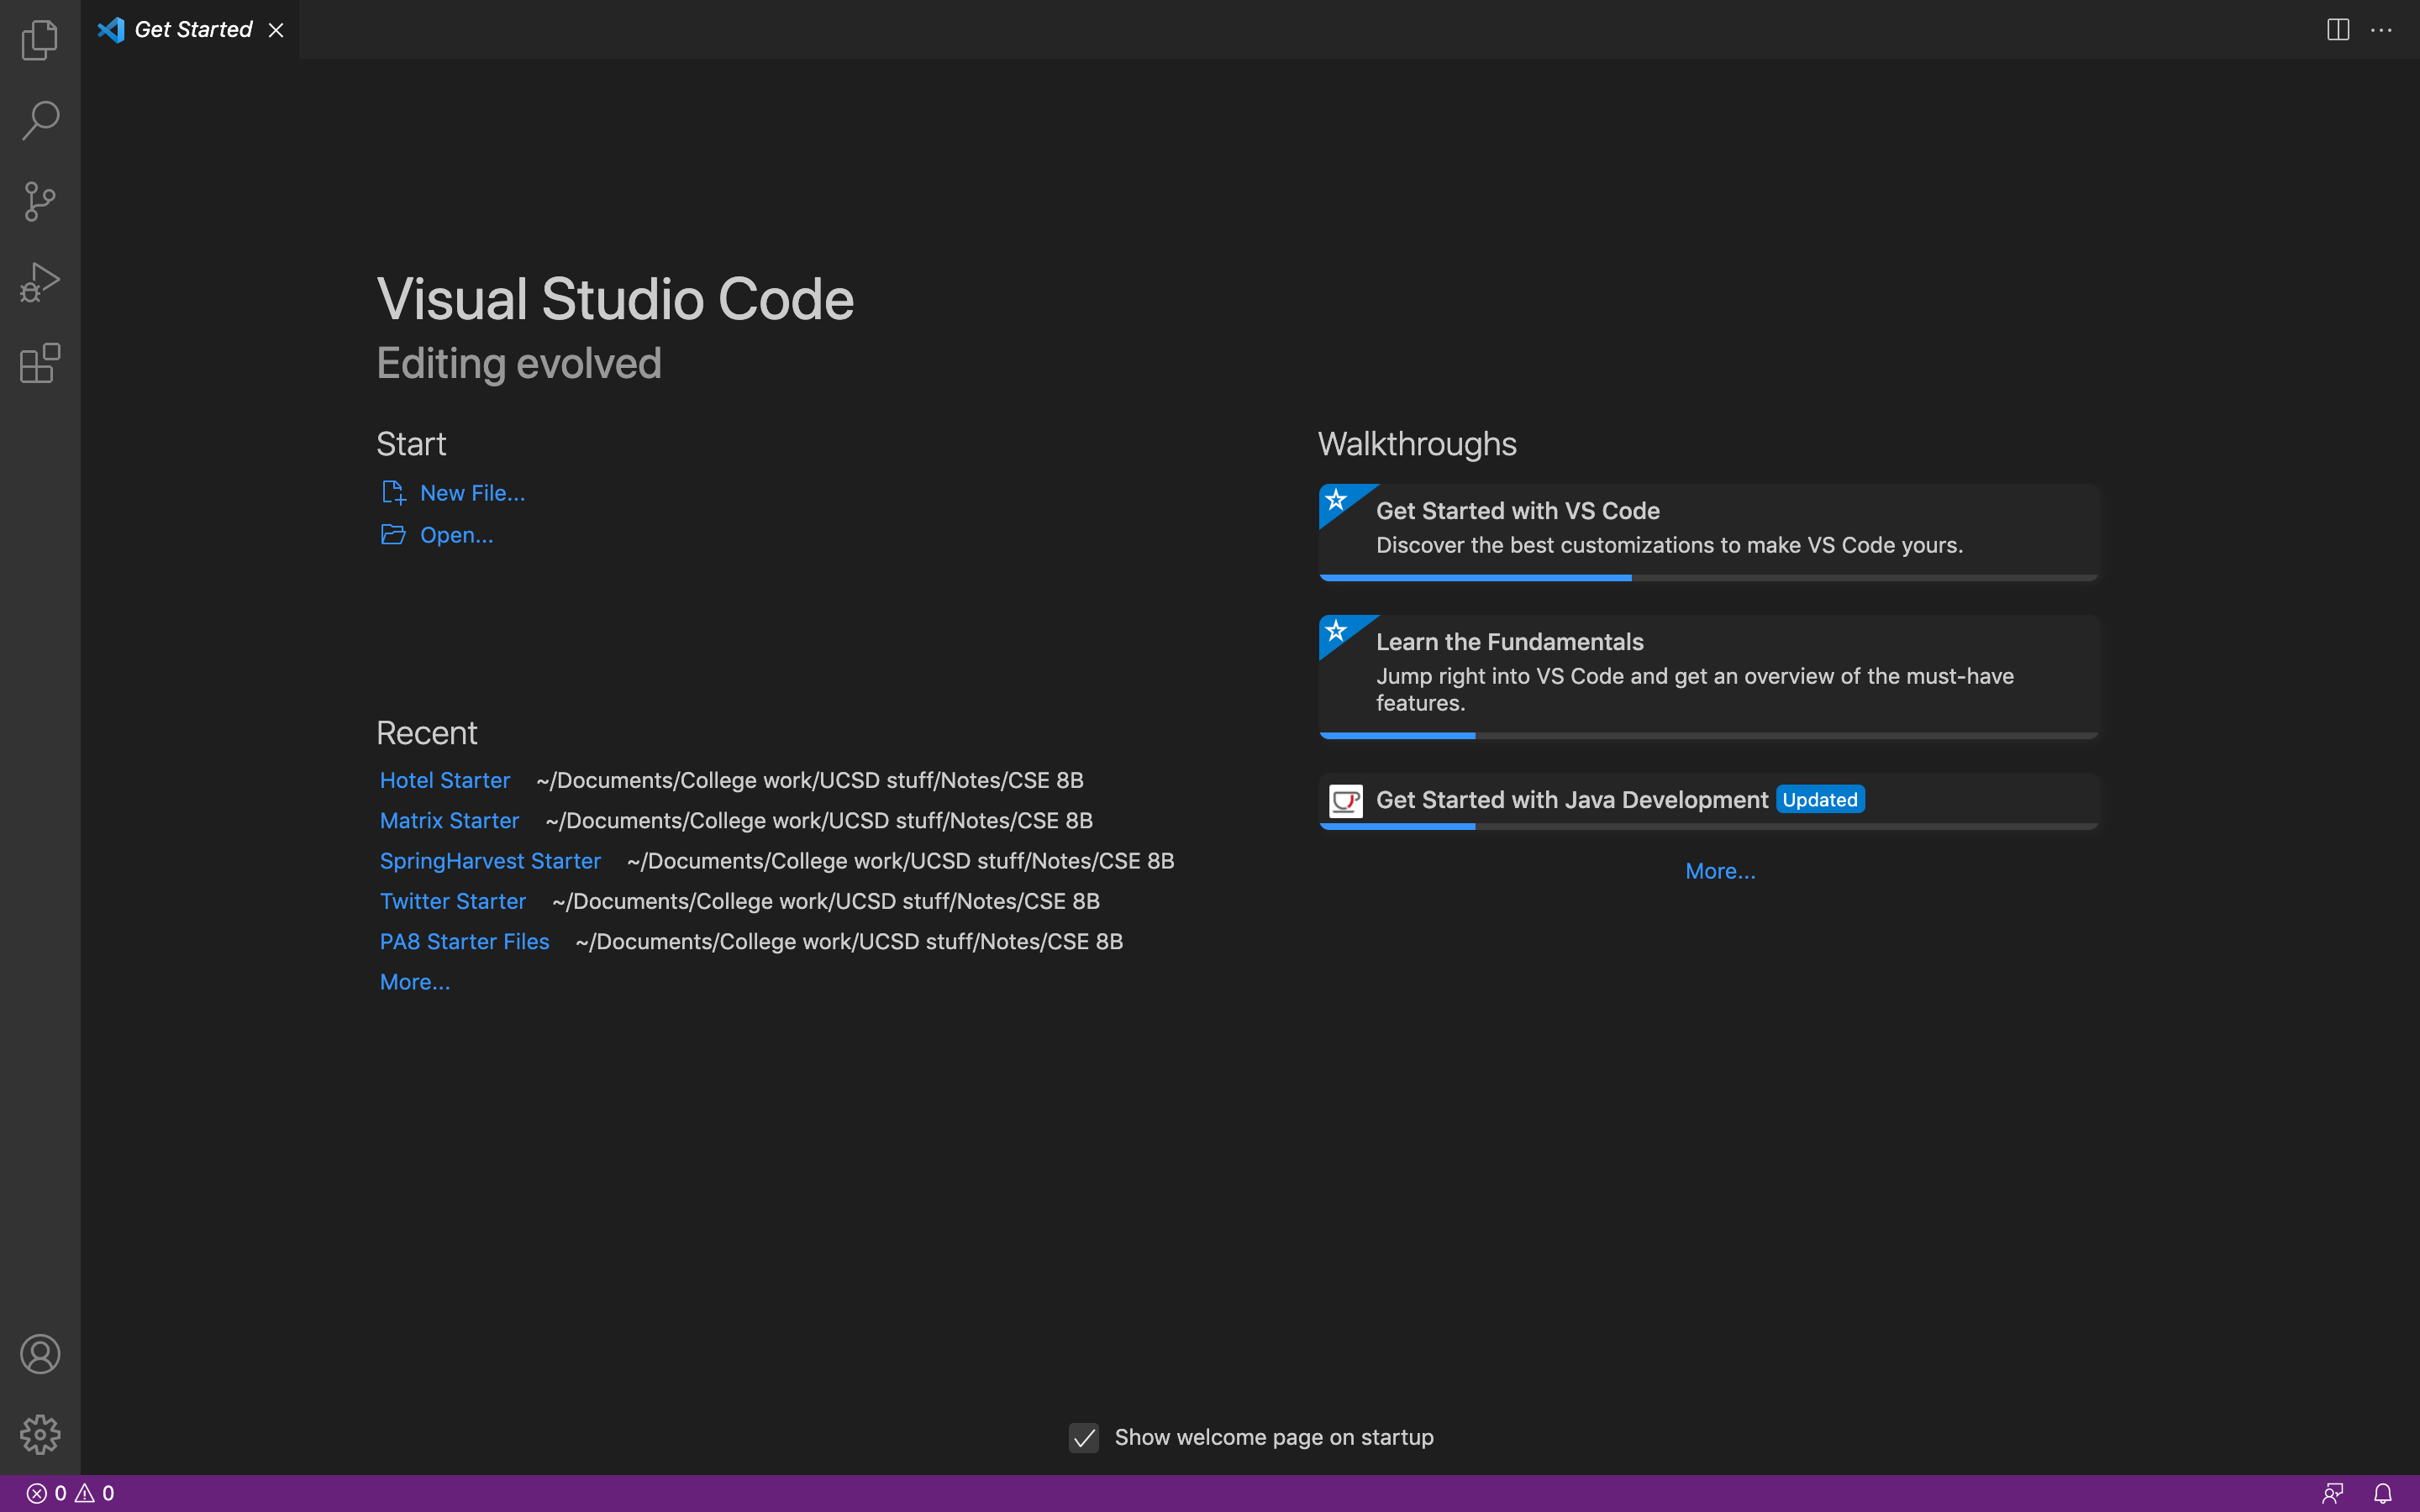 Get Started
Visual Studio Code
Editing evolved
Start
New File...
Open...
Recent
Hotel Starter ~/Documents/College work/UCSD stuff/Notes/CSE 8B
Matrix Starter ~/Documents/College work/UCSD stuff/Notes/CSE 8B
SpringHarvest Starter ~/Documents/College work/UCSD stuff/Notes/CSE 8B
Twitter Starter ~/Documents/College work/UCSD stuff/Notes/CSE 8B
PA8 Starter Files ~/Documents/College work/UCSD stuff/Notes/CSE 8B
More...
Walkthroughs
Get Started with VS Code
Discover the best customizations to make VS Code yours.
Learn the Fundamentals
Jump right into VS Code and get an overview of the must-have
features.
Get Started with Java Development Updated
More...
Show welcome page on startup
0 0